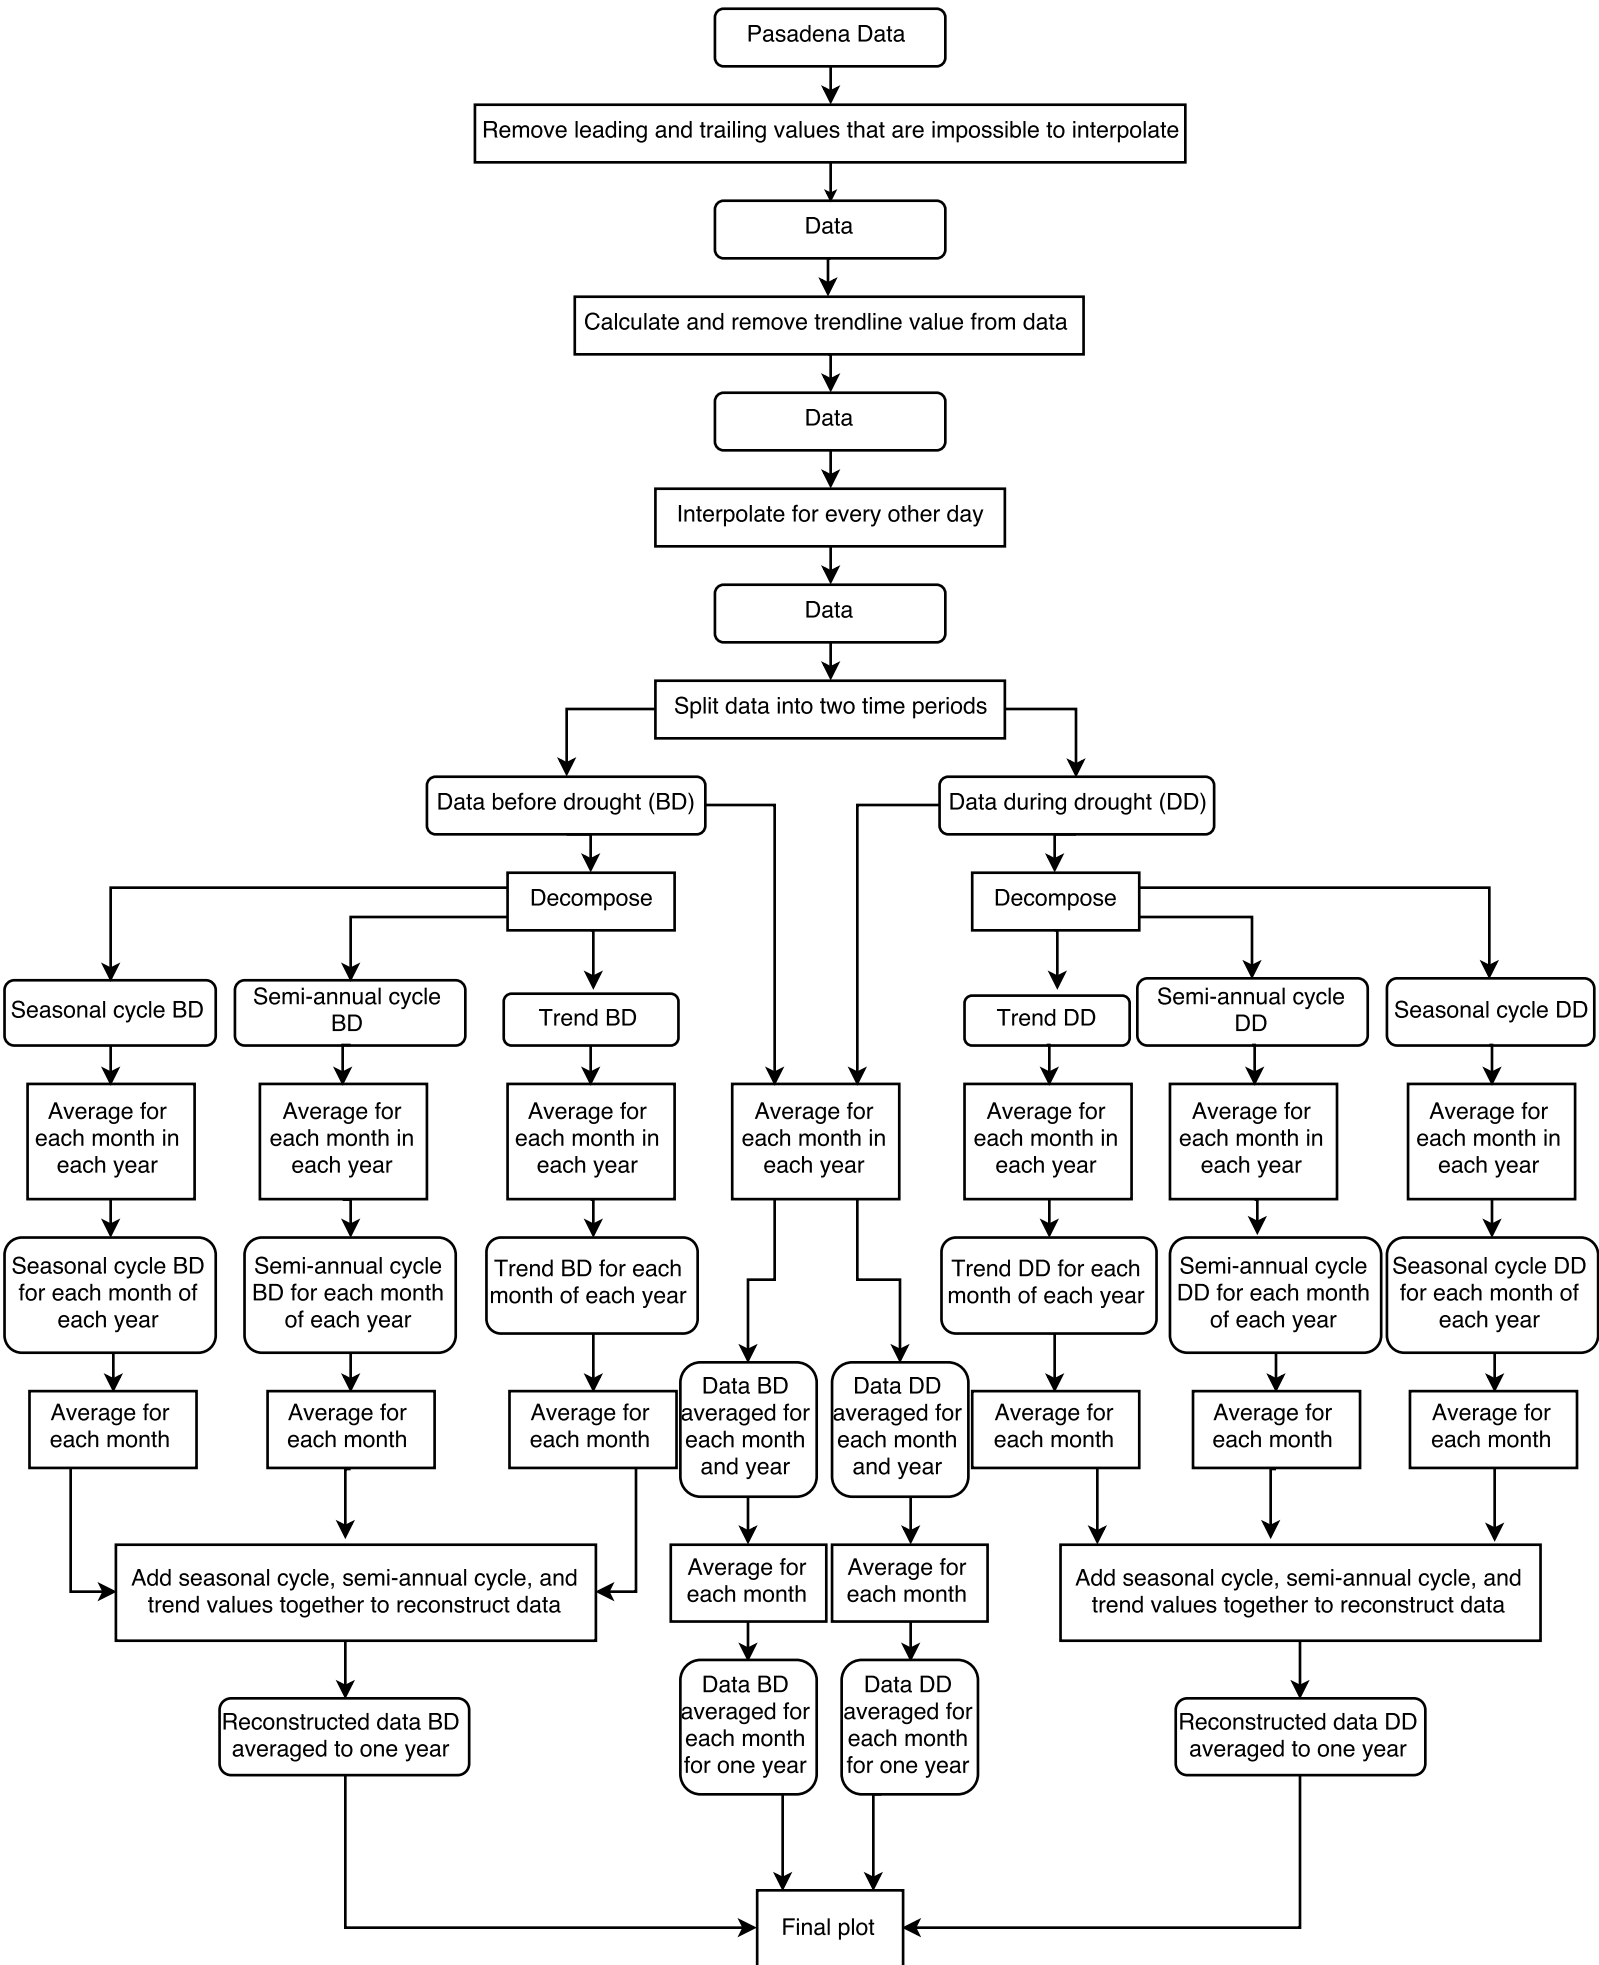 Pasadena Data
Remove leading and trailing values that are impossible to interpolate
Data
Calculate and remove trendline value from data
Data
Interpolate for every other day
Data
Split data into two time periods
Data before drought (BD)
Data during drought (DD)
Decompose
Decompose
Seasonal cycle BD
Semi-annual cycle
BD
Trend BD
Trend DD
Semi-annual cycle
DD
Seasonal cycle DD
Average for
each month in
each year
Average for
each month in
each year
Average for
each month in
each year
Average for
each month in
each year
Average for
each month in
each year
Average for
each month in
each year
Average for
each month in
each year
Seasonal cycle BD
for each month of
each year
Semi-annual cycle
BD for each month
of each year
Trend BD for each
month of each year
Trend DD for each
month of each year
Semi-annual cycle
DD for each month
of each year
Seasonal cycle DD
for each month of
each year
Average for
each month
Average for
each month
Average for
each month
Data BD
averaged for
each month
and year
Data DD
averaged for
each month
and year
Average for
each month
Average for
each month
Average for
each month
Add seasonal cycle, semi-annual cycle, and
trend values together to reconstruct data
Average for
each month
Average for
each month
Add seasonal cycle, semi-annual cycle, and
trend values together to reconstruct data
Reconstructed data BD
averaged to one year
Data BD
averaged for
each month
for one year
Data DD
averaged for
each month
for one year
Reconstructed data DD
averaged to one year
Final plot